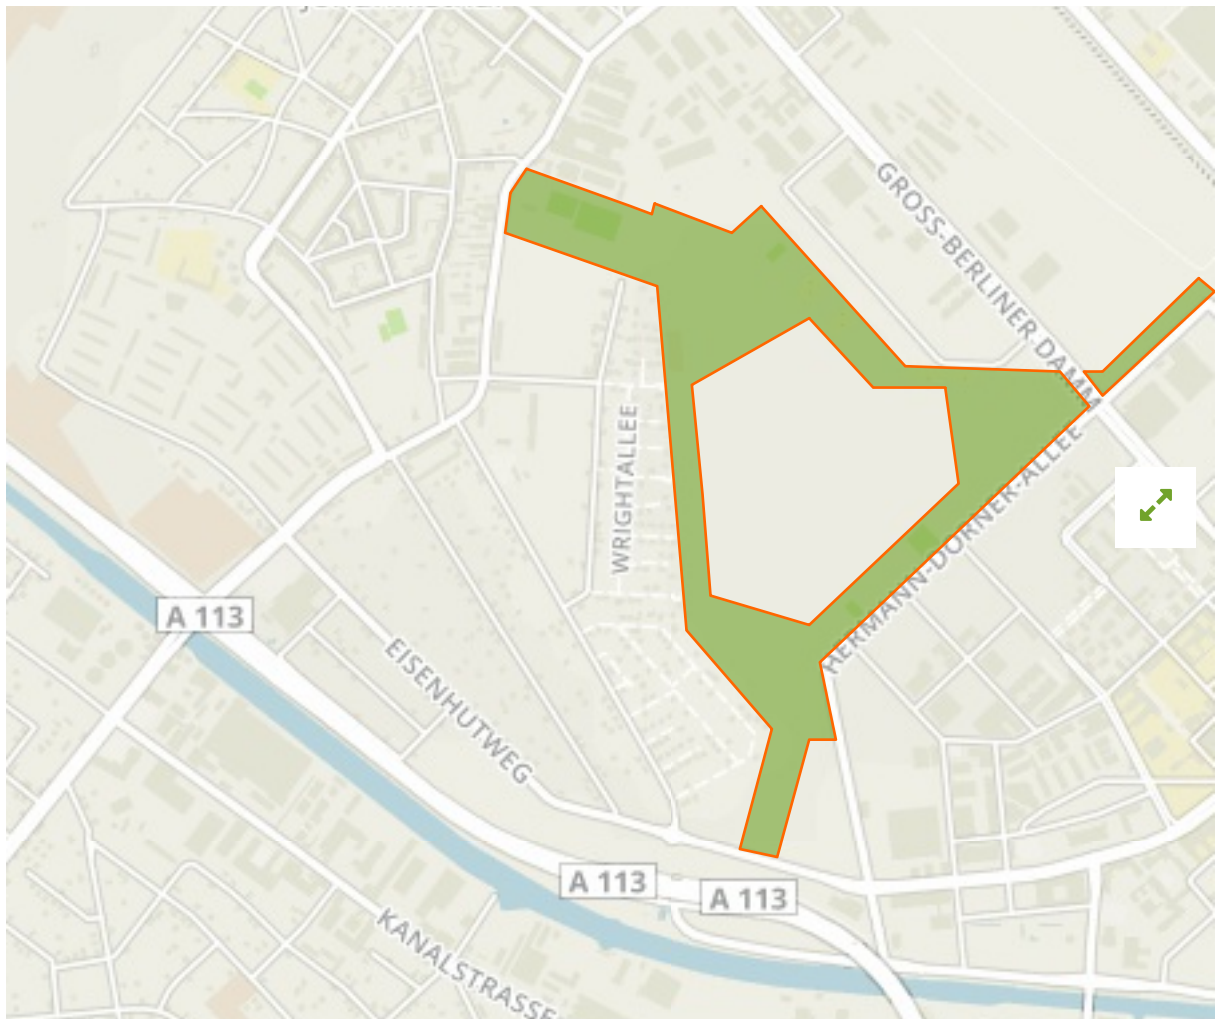 GROSS-BERLINER DAMM
WRIGHTALLEE
HERMANN-DORNER-ALLEE
A 113
EISENHUTWEG
A 113
A 113
KANALSTRASSE